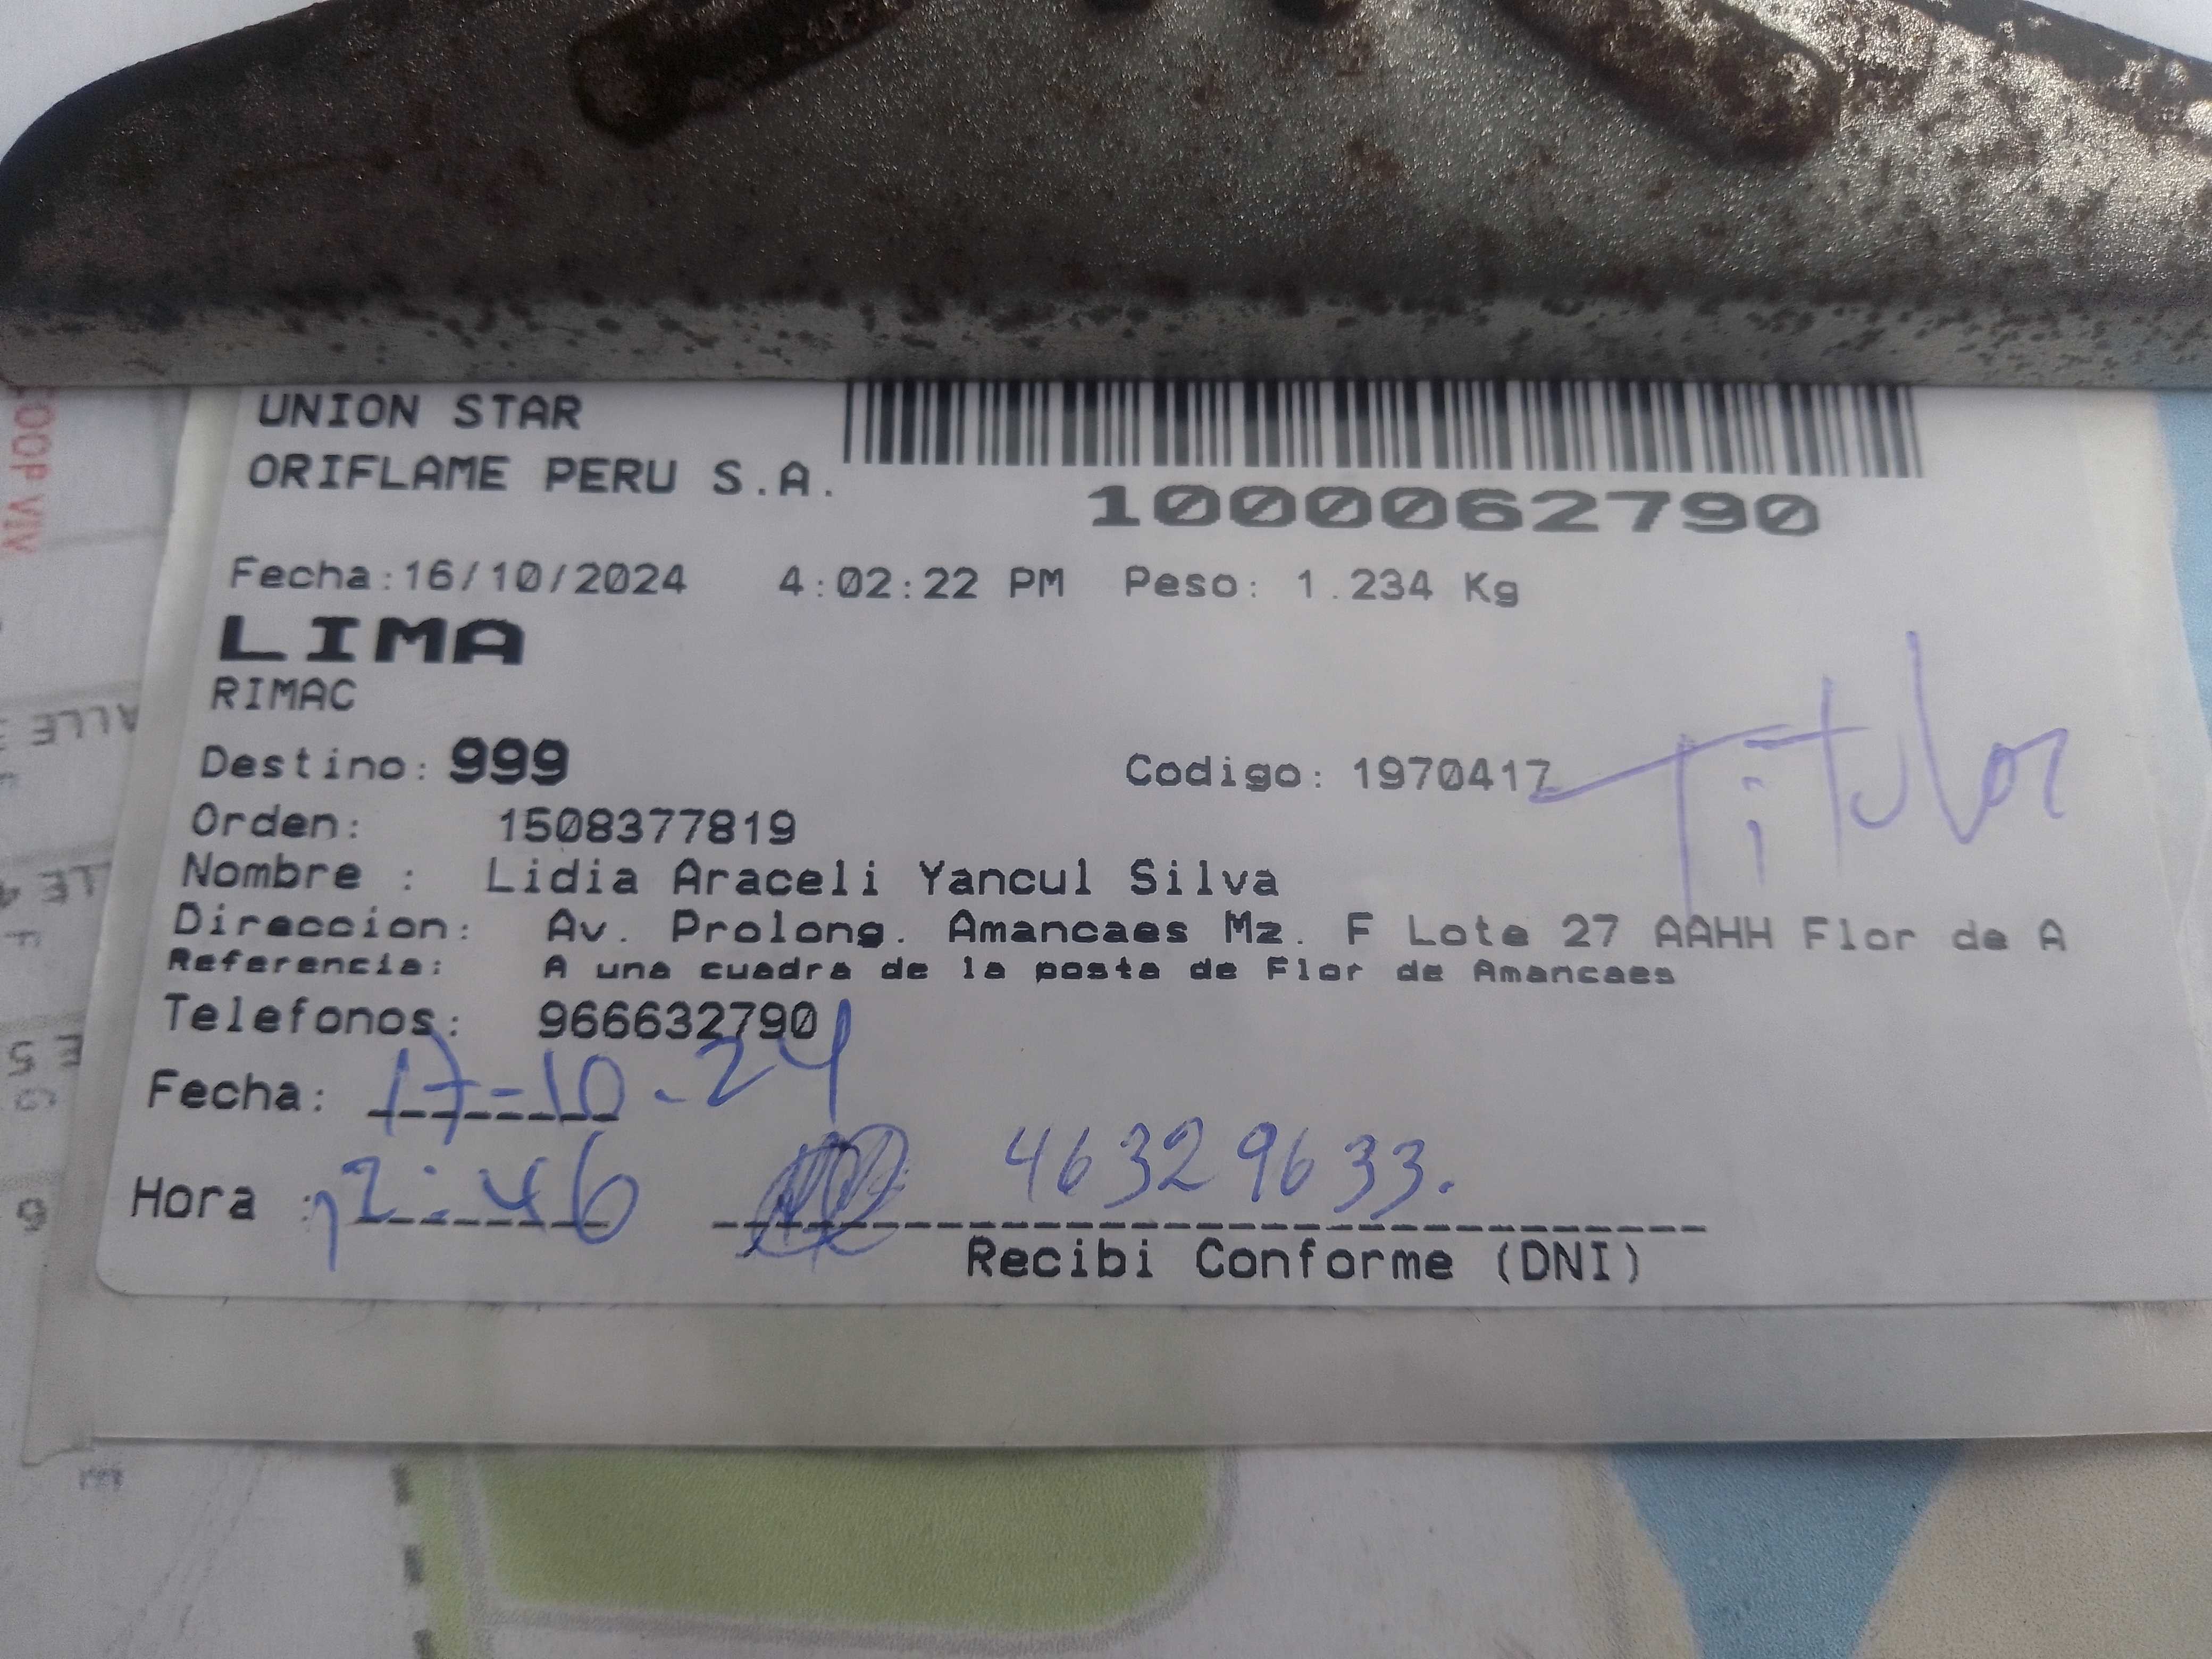 UNION STAR
ORIFLAME PERU S.A.
1000062790
Fecha:16/10/2024 4:02:22 PM Peso: 1.234 Kg
LIMA
RIMAC
Destino: 999 Codigo: 1970417 Titular
Orden: 1508377819
Nombre : Lidia Araceli Yancul Silva
Direccion: Av. Prolong. Amancaes Mz. F Lote 27 AAHH Flor de A
Referencia: A una cuadra de la posta de Flor de Amancaes
Telefonos: 966632790
Fecha: 17-10-24
Hora : 12:46 46329633.
Recibi Conforme (DNI)
COOP VIV